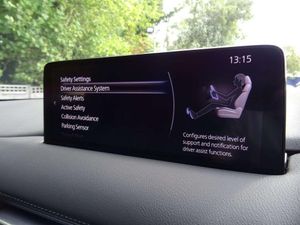 13:15
Safety Settings
Driver Assistance System
Safety Alerts
Active Safety
Collision Avoidance
Parking Sensor
Configures desired level of
support and notification for
driver assist functions.